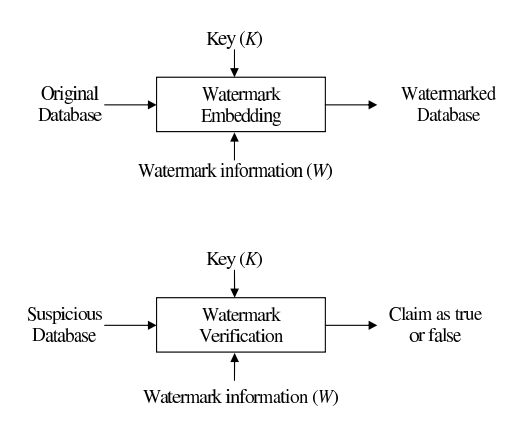 Key (K)
Original
Database
Watermark
Embedding
Watermarked
Database
Watermark information (W)
Key (K)
Suspicious
Database
Watermark
Verification
Claim as true
or false
Watermark information (W)